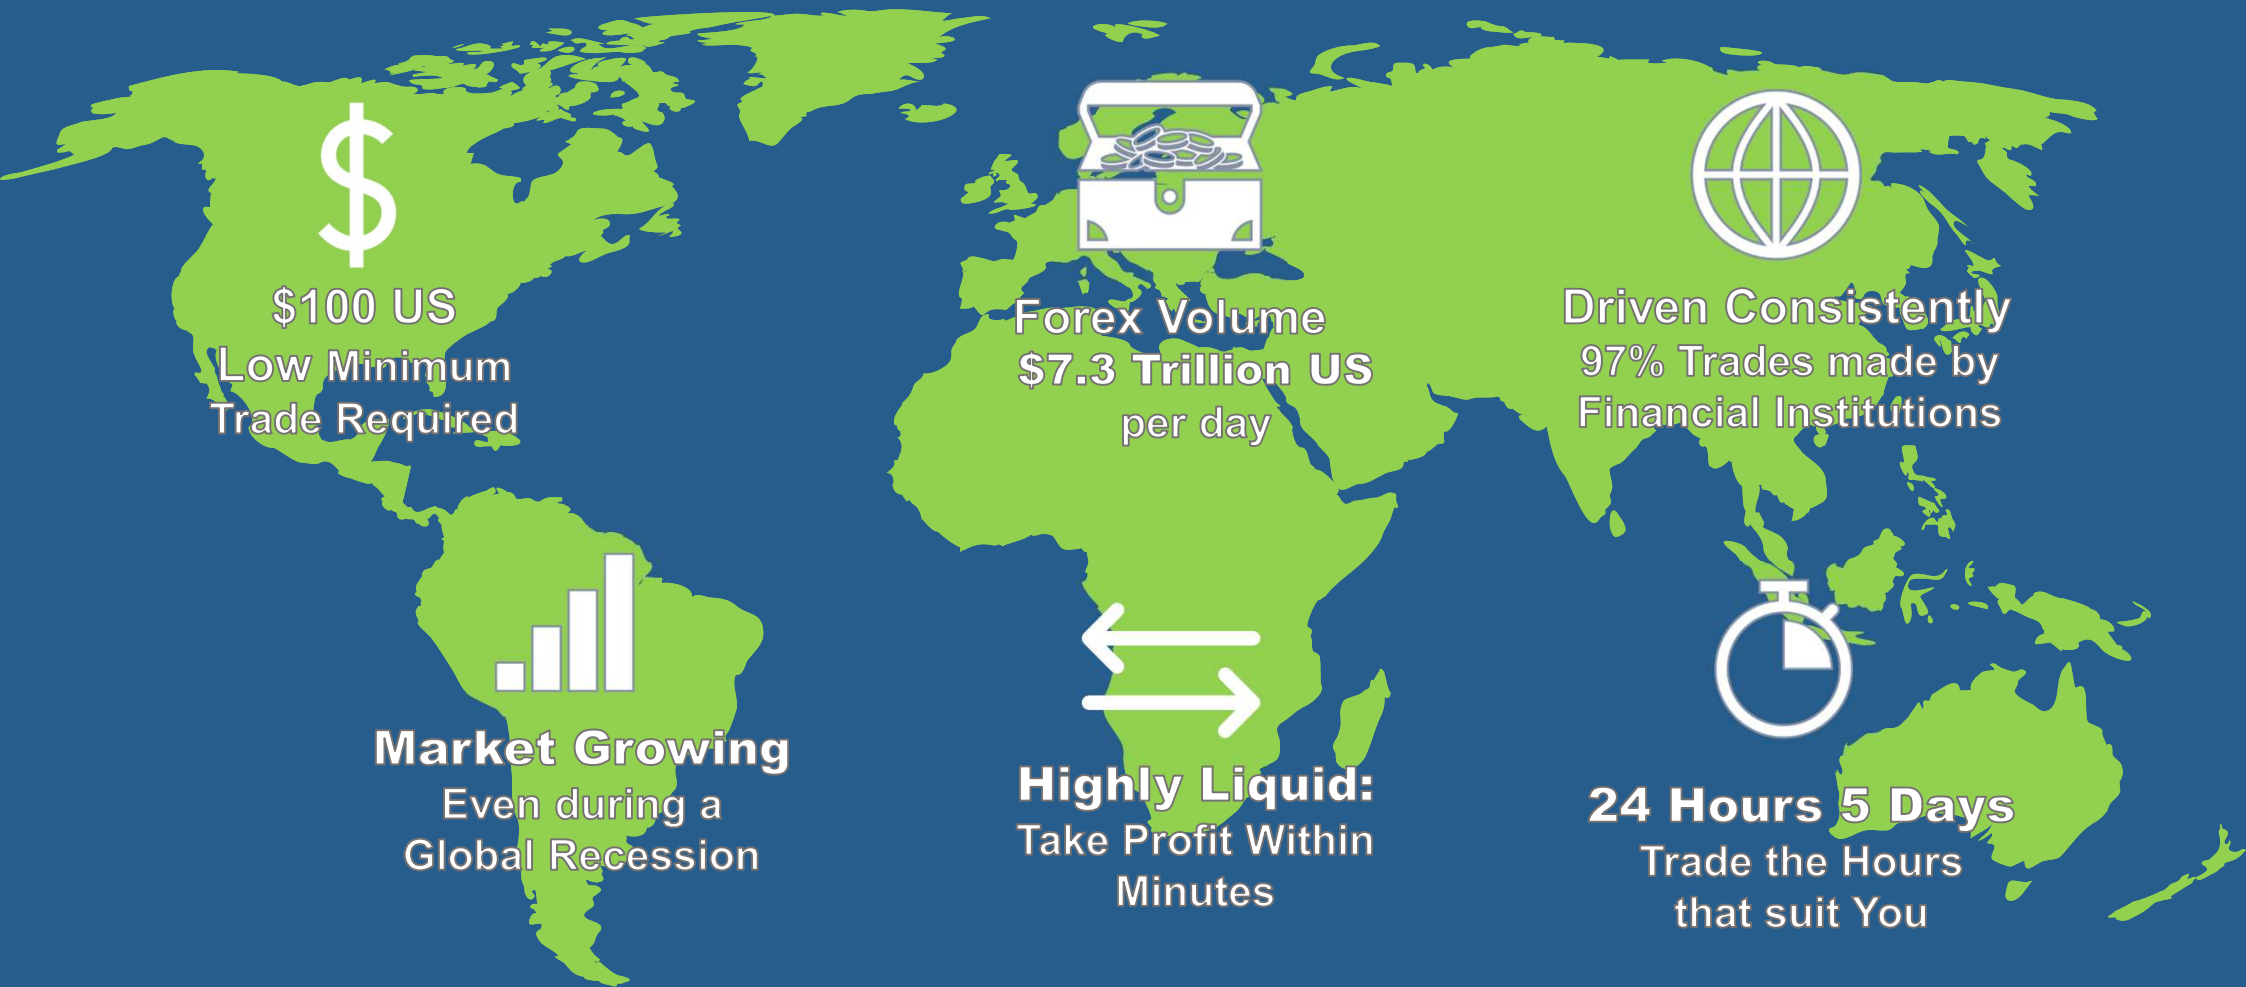 $100 US
Low Minimum
Trade Required
Forex Volume
$7.3 Trillion US
per day
Driven Consistently
97% Trades made by
Financial Institutions
Market Growing
Even during a
Global Recession
Highly Liquid:
Take Profit Within
Minutes
24 Hours 5 Days
Trade the Hours
that suit You